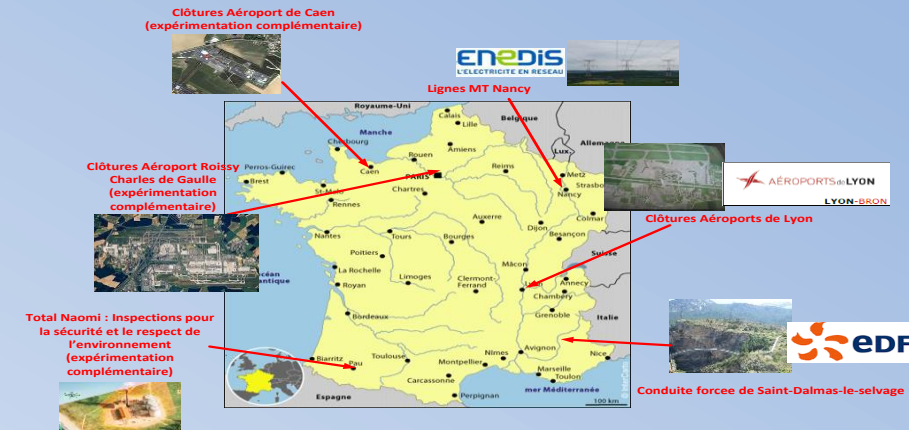 Clôtures Aéroport de Caen
(expérimentation complémentaire)
ENEDIS
L'ELECTRICITE EN RESEAU
Lignes MT Nancy
Clôtures Aéroport Roissy
Charles de Gaulle
(expérimentation
complémentaire)
AÉROPORTS de LYON
LYON-BRON
Clôtures Aéroports de Lyon
Total Naomi : Inspections pour
la sécurité et le respect de
l'environnement
(expérimentation
complémentaire)
EDF
Conduite forcee de Saint-Dalmas-le-selvage
Royaume-Uni
Calais
Lille
Belgique
Manche
Cherbourg
Amiens
Lux.
Allemagne
Rouen
Reims
Metz
Perros-Guirec
Caen
PARIS
Strasbo
Brest
St-Malo
Chartres
Nancy
Rennes
Colmar
Auxerre
Nantes
Tours
Bourges
Dijon
Besançon
Suisse
Poitiers
Mâcon
océan
antique
La Rochelle
Limoges
Clermont-
Ferrand
Lyon
Annecy
Royan
Chambéry
Grenoble
Italie
Bordeaux
Avignon
Biarritz
Pau
Toulouse
Montpellier
Nîmes
Nice
Marseille
Toulon
Carcassonne
mer Méditerranée
Perpignan
Espagne
100 km